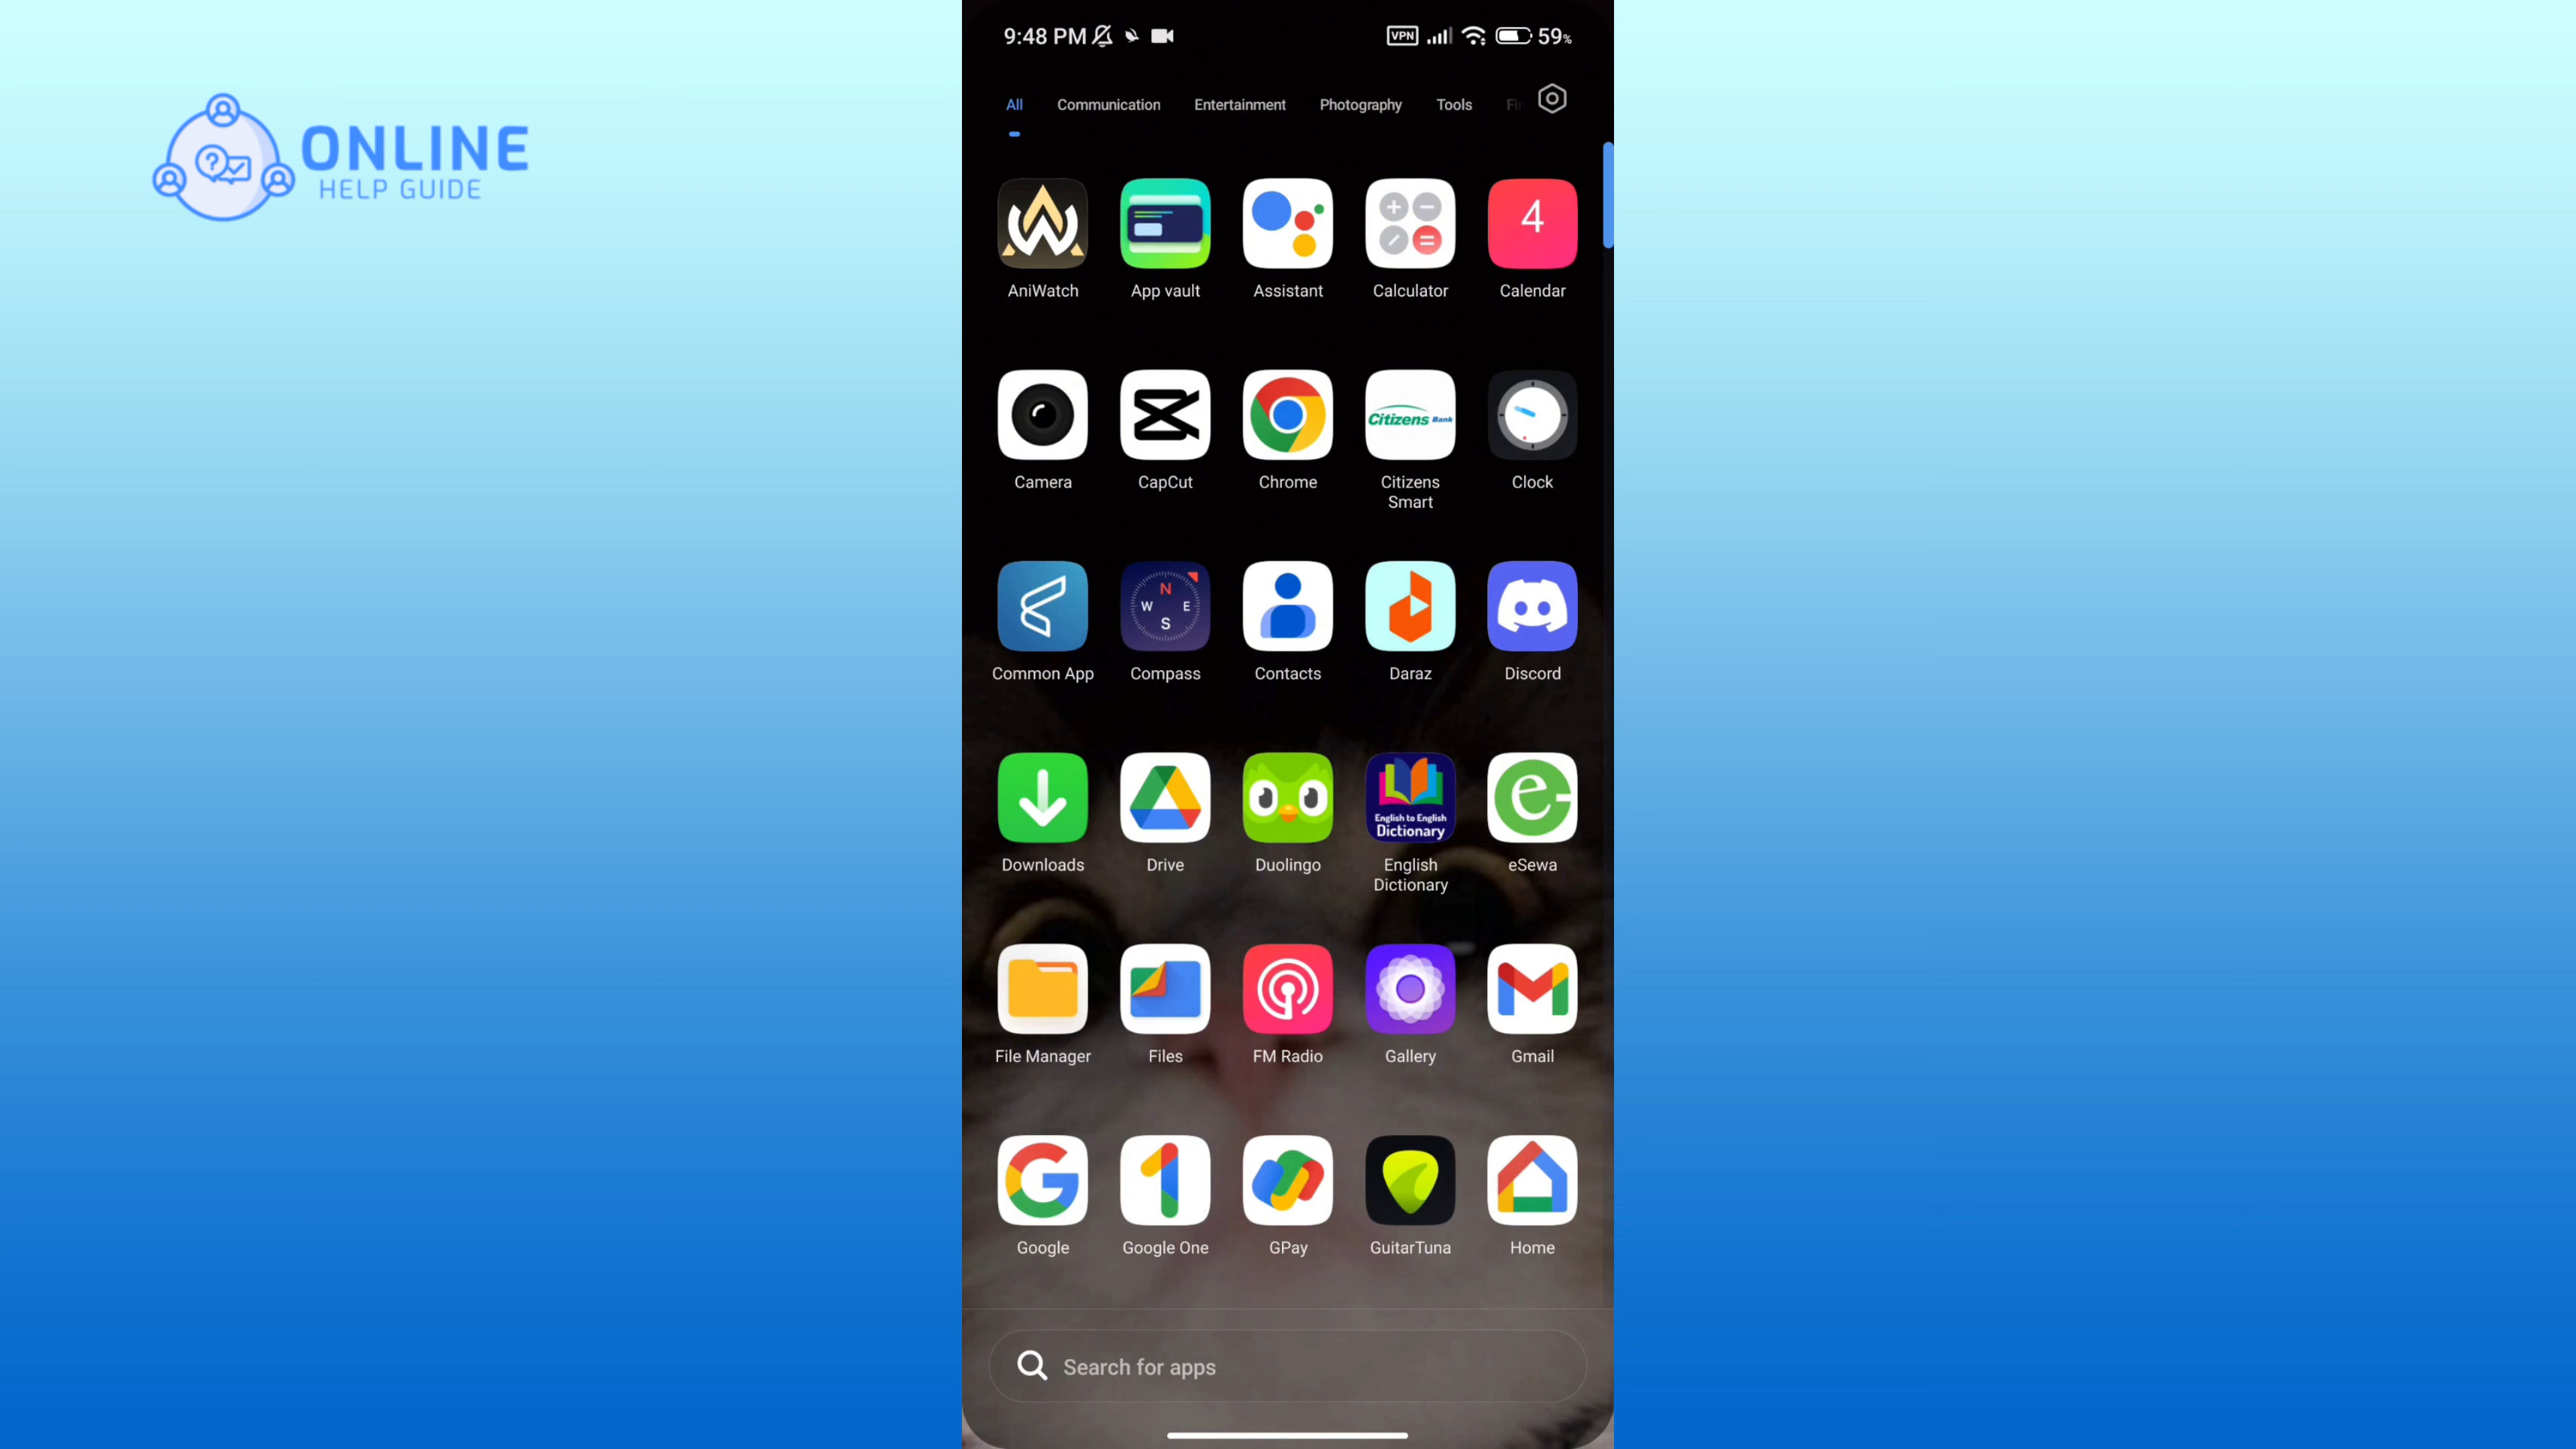 ONLINE
HELP GUIDE
9:48 PM
VPN
59%
All Communication Entertainment Photography Tools
4
AniWatch App vault Assistant Calculator Calendar
Citizens Bank
Camera CapCut Chrome Citizens Smart Clock
N
W E
S
Common App Compass Contacts Daraz Discord
English to English
Dictionary
Downloads Drive Duolingo English Dictionary eSewa
File Manager Files FM Radio Gallery Gmail
Google Google One GPay GuitarTuna Home
Search for apps